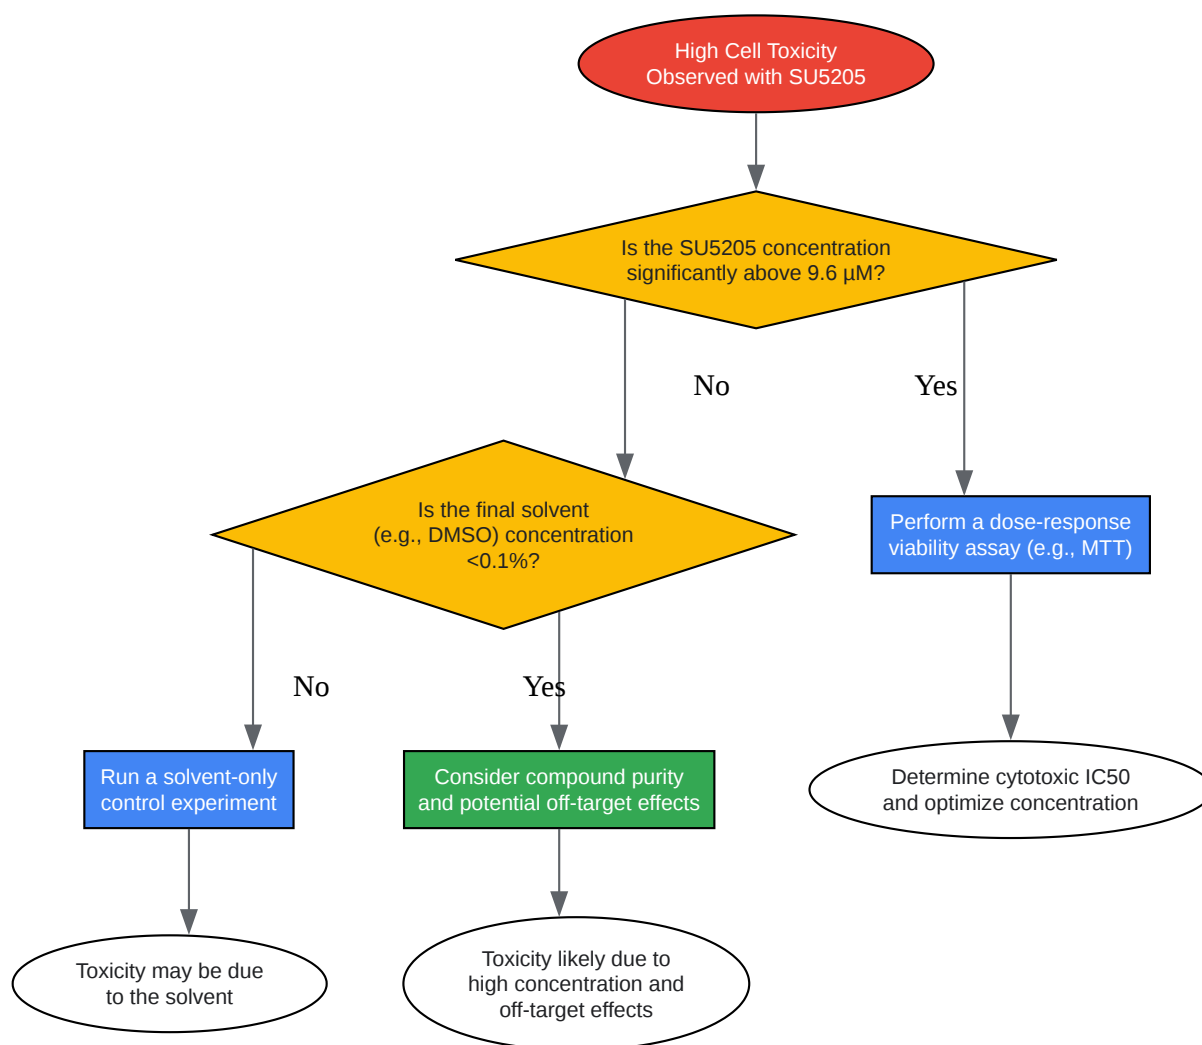 High Cell Toxicity
Observed with SU5205
Is the SU5205 concentration
significantly above 9.6 µM?
No
Yes
Is the final solvent
(e.g., DMSO) concentration
<0.1%?
Perform a dose-response
viability assay (e.g., MTT)
No
Yes
Run a solvent-only
control experiment
Consider compound purity
and potential off-target effects
Determine cytotoxic IC50
and optimize concentration
Toxicity may be due
to the solvent
Toxicity likely due to
high concentration and
off-target effects